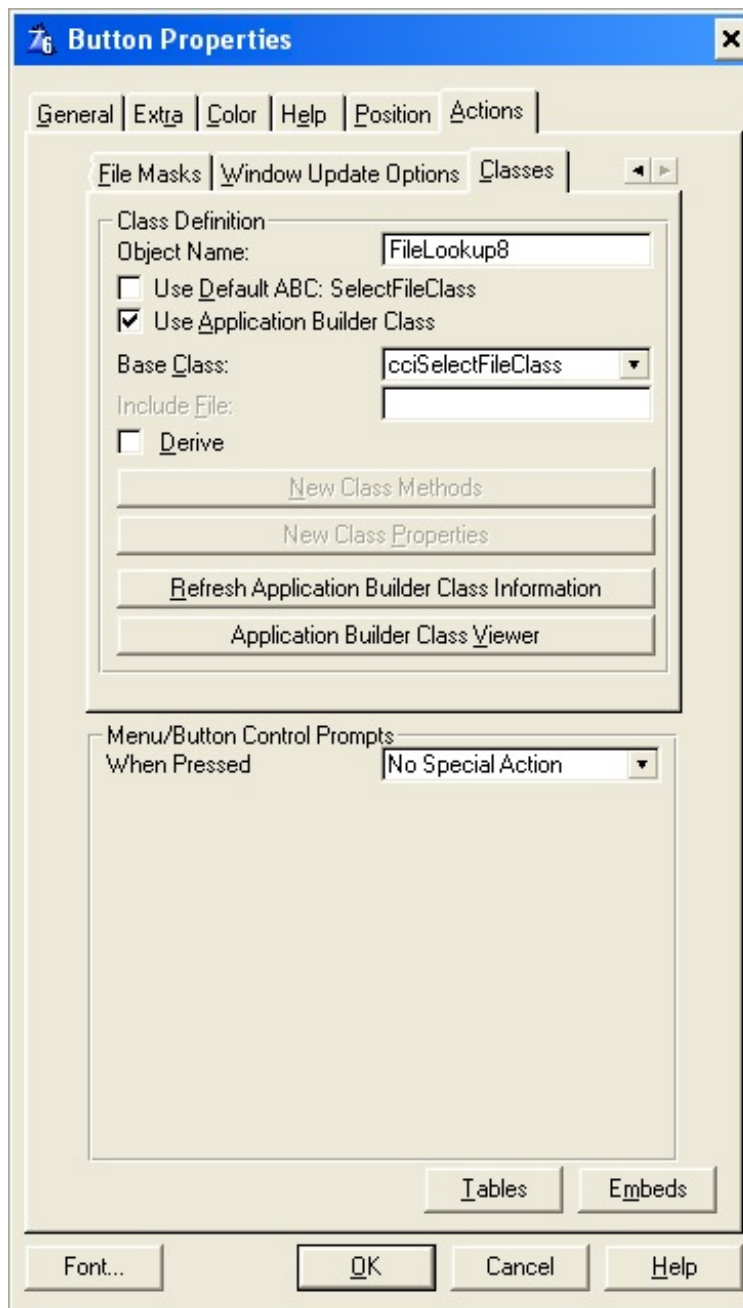 Button Properties
General Extra Color Help Position Actions
File Masks Window Update Options Classes
Class Definition
Object Name: FileLookup8
Use Default ABC: SelectFileClass
Use Application Builder Class
Base Class: cciSelectFileClass
Include File:
Derive
New Class Methods
New Class Properties
Refresh Application Builder Class Information
Application Builder Class Viewer
Menu/Button Control Prompts
When Pressed No Special Action
Tables Embeds
Font... OK Cancel Help